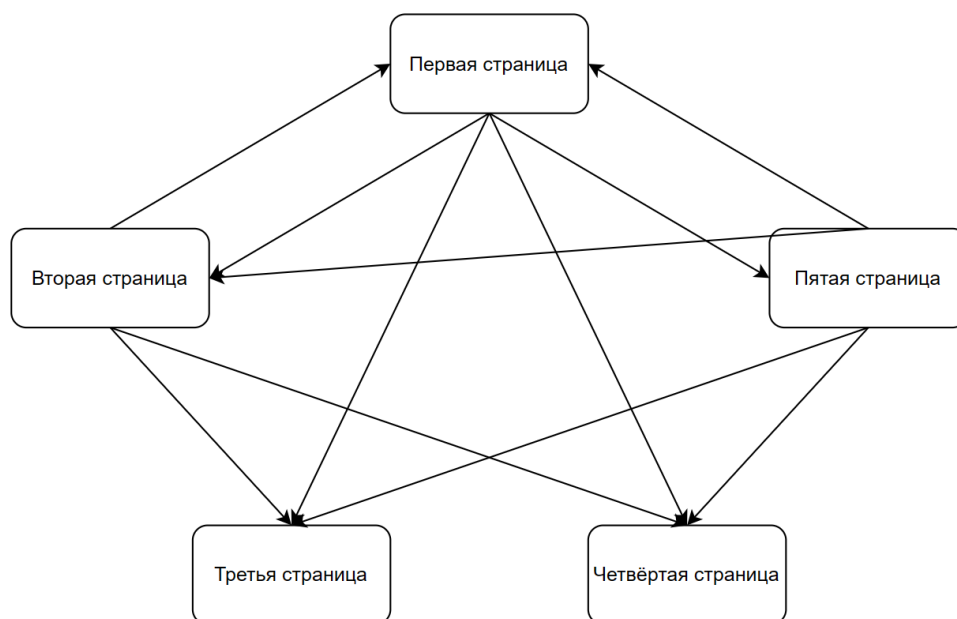 Первая страница
Вторая страница
Пятая страница
Третья страница
Четвёртая страница